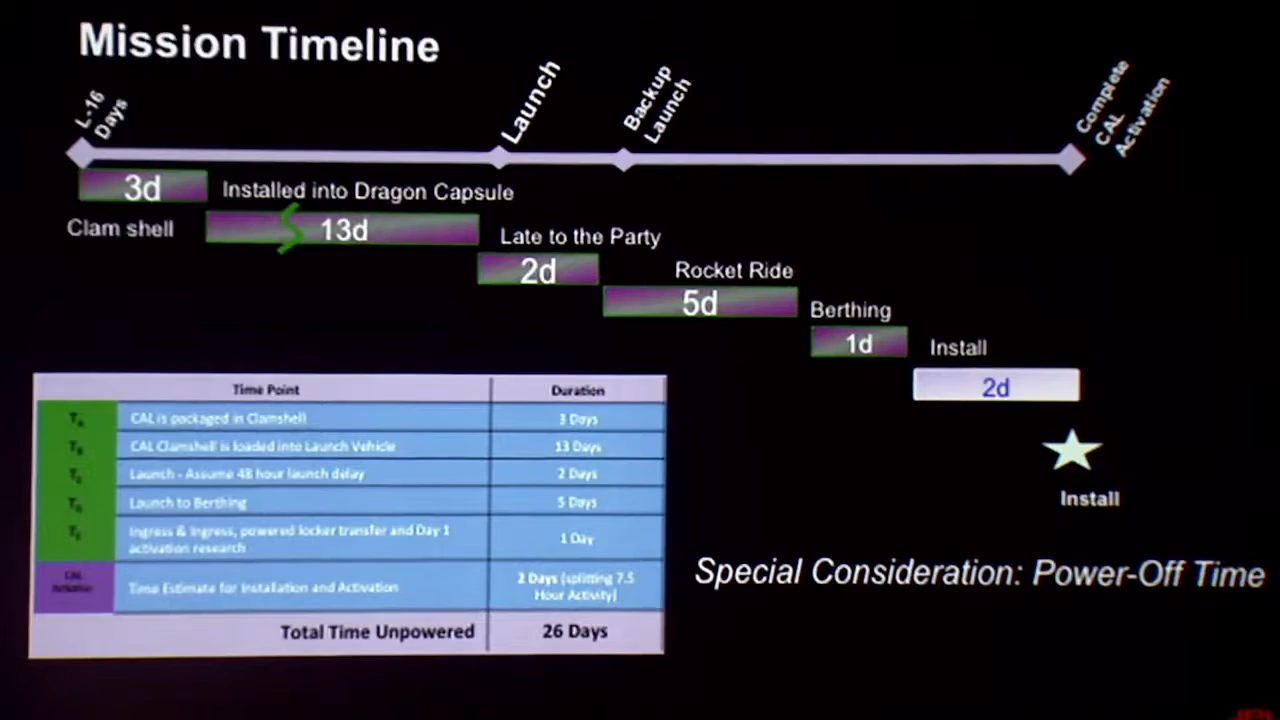 Mission Timeline
L-16
Days
Launch
Backup
Launch
Complete
CAL
Activation
3d
Installed into Dragon Capsule
Clam shell
13d
Late to the Party
2d
Rocket Ride
5d
Berthing
1d
Install
2d
Install
Special Consideration: Power-Off Time
Time Point Duration
CAL is packaged in Clamshell 3 Days
CAL Clamshell is loaded into Launch Vehicle 13 Days
Launch - Assume 48 hour launch delay 2 Days
Launch to Berthing 5 Days
Ingress & Ingress, powered locker transfer and Day 1
activation research 1 Day
Time Estimate for Installation and Activation 2 Days (splitting 7.5
Hour Activity)
Total Time Unpowered 26 Days